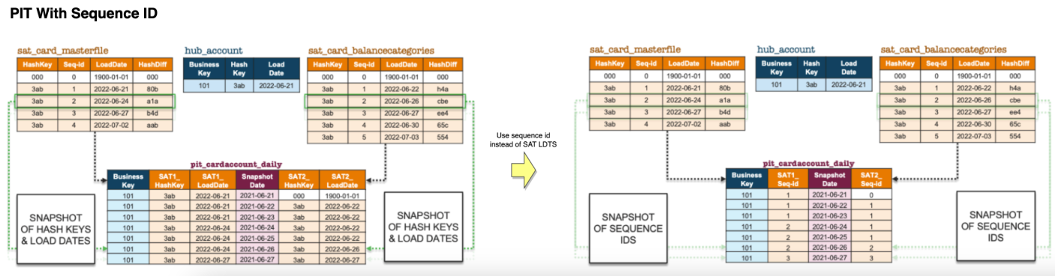 PIT With Sequence ID
sat_card_masterfile
HashKey Seq-id LoadDate HashDiff
000 0 1900-01-01 000
3ab 1 2022-06-21 80b
3ab 2 2022-06-24 a1a
3ab 3 2022-06-27 b4d
3ab 4 2022-07-02 aab
hub_account
Business Key Hash Key Load Date
101 3ab 2022-06-21
sat_card_balancecategories
HashKey Seq-id LoadDate HashDiff
000 0 1900-01-01 000
3ab 1 2022-06-22 h4a
3ab 2 2022-06-26 cbe
3ab 3 2022-06-27 ee4
3ab 4 2022-06-30 65c
3ab 5 2022-07-03 554
pit_cardaccount_daily
Business Key SAT1_HashKey SAT1_LoadDate Snapshot Date SAT2_HashKey SAT2_LoadDate
101 3ab 2022-06-21 2021-06-21 000 1900-01-01
101 3ab 2022-06-21 2021-06-22 3ab 2022-06-22
101 3ab 2022-06-21 2021-06-23 3ab 2022-06-22
101 3ab 2022-06-24 2021-06-24 3ab 2022-06-22
101 3ab 2022-06-24 2021-06-25 3ab 2022-06-22
101 3ab 2022-06-24 2021-06-26 3ab 2022-06-26
101 3ab 2022-06-27 2021-06-27 3ab 2022-06-27
SNAPSHOT
OF HASH KEYS
& LOAD DATES
SNAPSHOT
OF HASH KEYS
& LOAD DATES
Use sequence id
instead of SAT LDTS
sat_card_masterfile
HashKey Seq-id LoadDate HashDiff
000 0 1900-01-01 000
3ab 1 2022-06-21 80b
3ab 2 2022-06-24 a1a
3ab 3 2022-06-27 b4d
3ab 4 2022-07-02 aab
hub_account
Business Key Hash Key Load Date
101 3ab 2022-06-21
sat_card_balancecategories
HashKey Seq-id LoadDate HashDiff
000 0 1900-01-01 000
3ab 1 2022-06-22 h4a
3ab 2 2022-06-26 cbe
3ab 3 2022-06-27 ee4
3ab 4 2022-06-30 65c
3ab 5 2022-07-03 554
pit_cardaccount_daily
Business Key SAT1_Seq-id Snapshot Date SAT2_Seq-id
101 1 2021-06-21 0
101 1 2021-06-22 1
101 1 2021-06-23 1
101 2 2021-06-24 1
101 2 2021-06-25 1
101 2 2021-06-26 2
101 3 2021-06-27 3
SNAPSHOT
OF SEQUENCE
IDS
SNAPSHOT
OF SEQUENCE
IDS